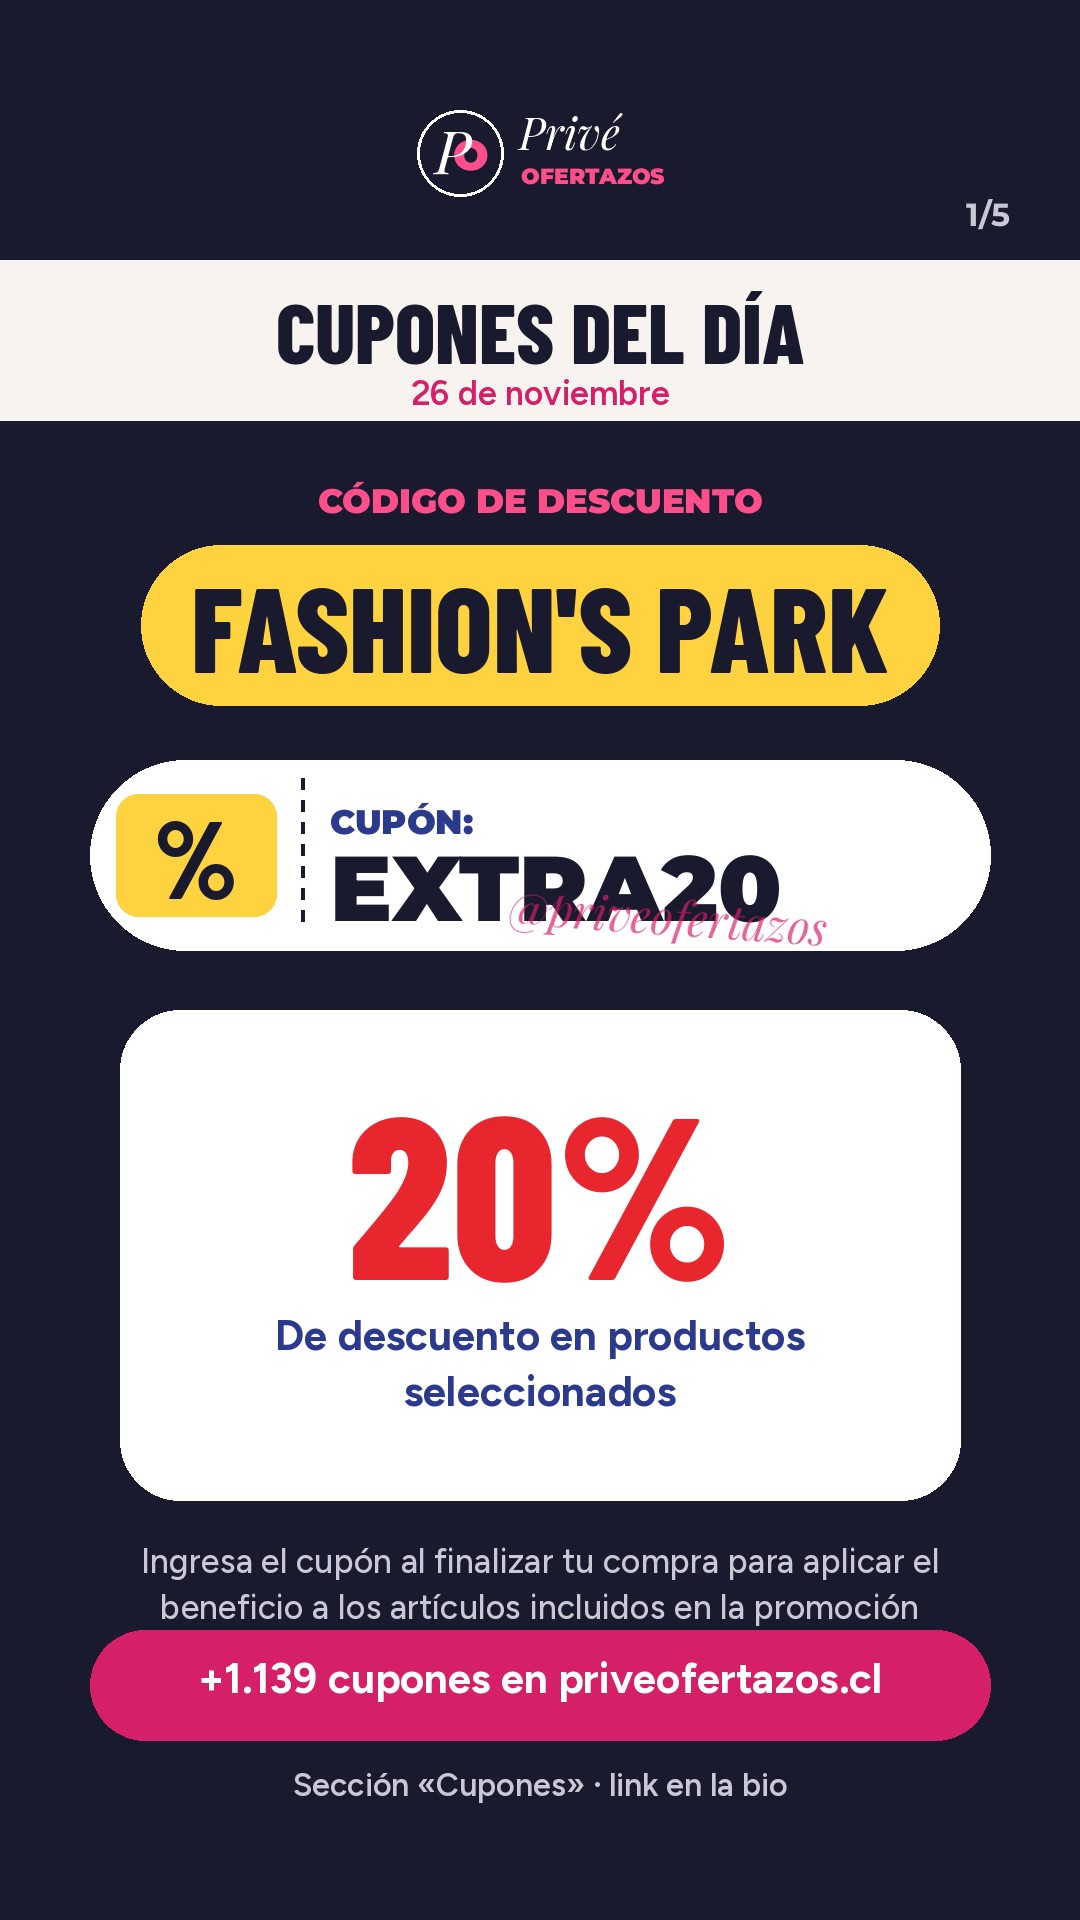 PO
Privé
OFERTAZOS
1/5
CUPONES DEL DÍA
26 de noviembre
CÓDIGO DE DESCUENTO
FASHION'S PARK
%
CUPÓN:
EXTRA20
@priveofertazos
20%
De descuento en productos
seleccionados
Ingresa el cupón al finalizar tu compra para aplicar el
beneficio a los artículos incluidos en la promoción
+1.139 cupones en priveofertazos.cl
Sección «Cupones» · link en la bio